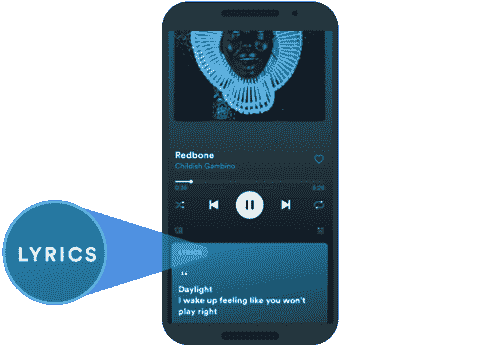 Redbone
Childish Gambino
LYRICS
LYRICS
“
Daylight
I wake up feeling like you won't
play right